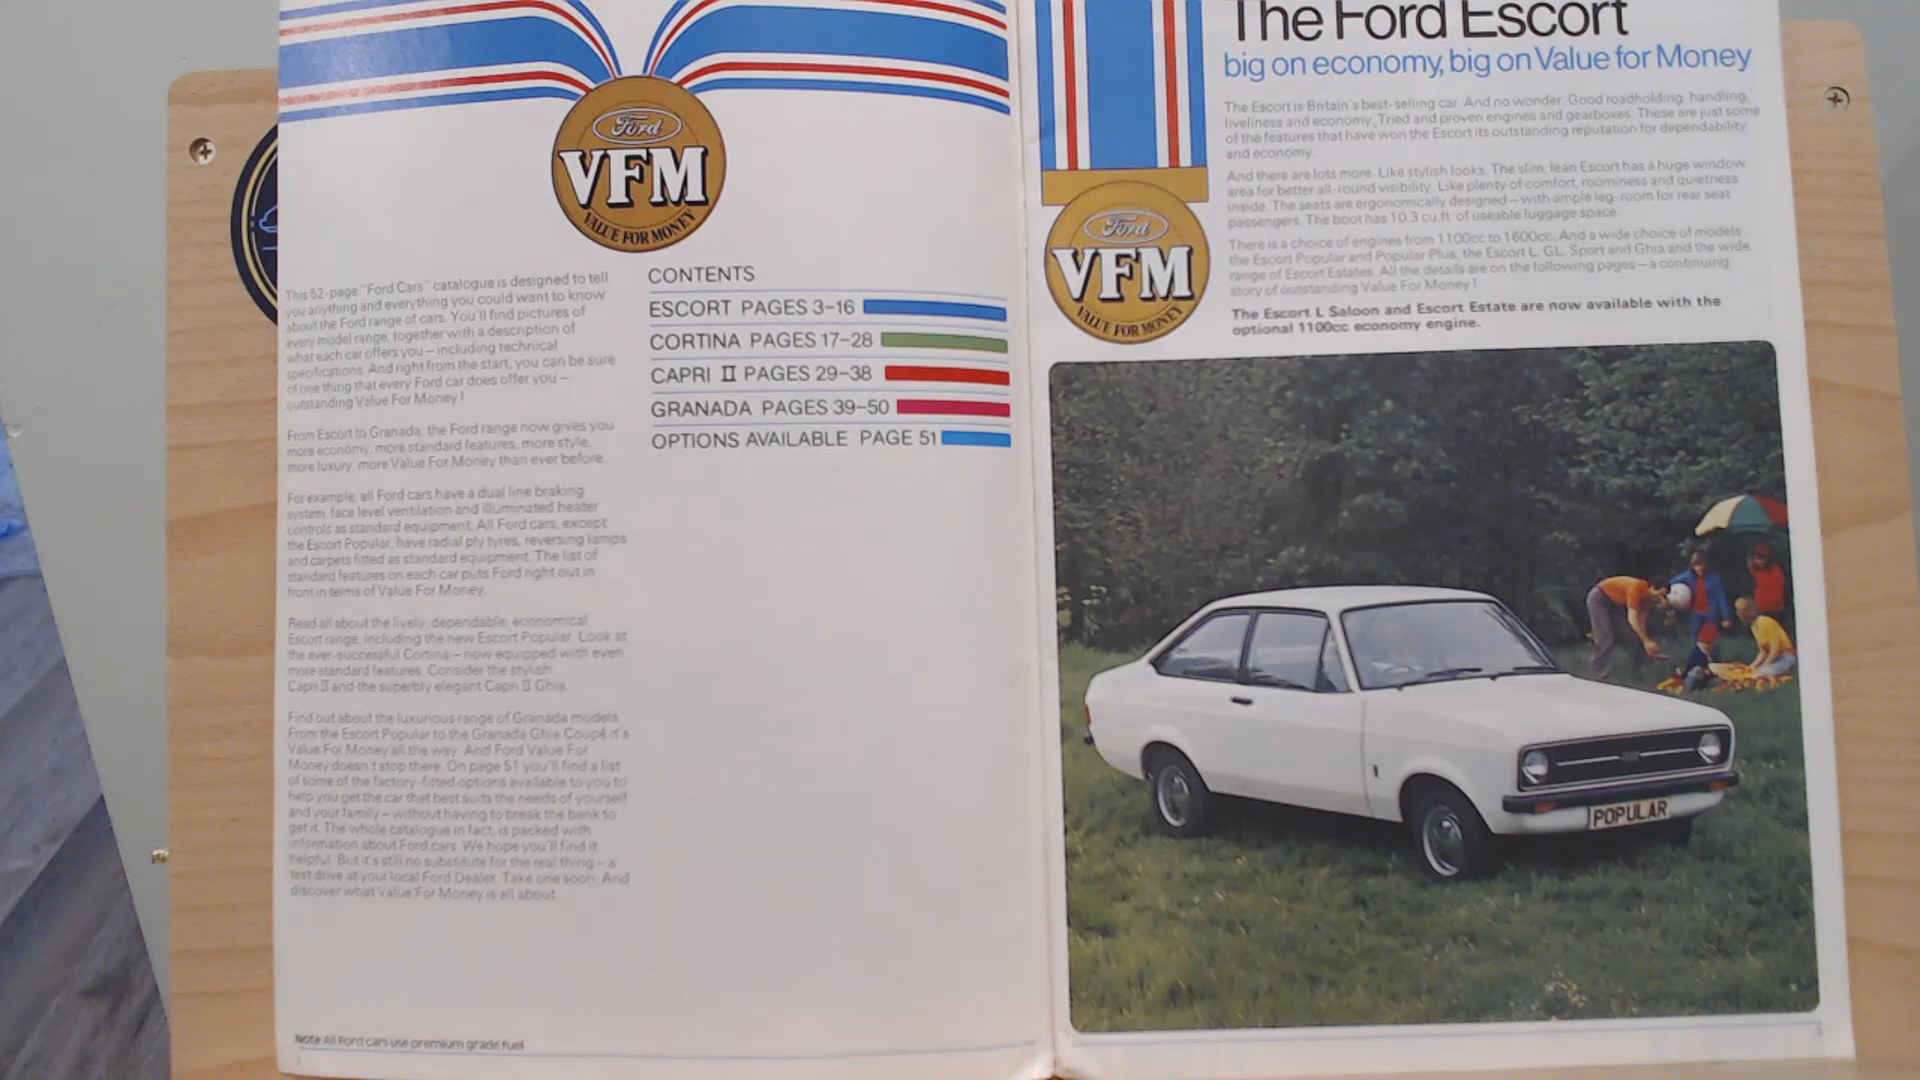 Ford
VFM
VALUE FOR MONEY
This 52-page "Ford Cars" catalogue is designed to tell
you anything and everything you could want to know
about the Ford range of cars. You'll find pictures of
every model range, together with a description of
what each car offers you – including technical
specifications. And right from the start, you can be sure
of one thing that every Ford car does offer you –
outstanding Value For Money!
From Escort to Granada, the Ford range now gives you
more economy, more standard features, more style,
more luxury, more Value For Money than ever before.
For example, all Ford cars have a dual line braking
system, face level ventilation and illuminated heater
controls as standard equipment. All Ford cars, except
the Escort Popular, have radial ply tyres, reversing lamps
and carpets fitted as standard equipment. The list of
standard features on each car puts Ford right out in
front in terms of Value For Money.
Read all about the lively, dependable, economical
Escort range, including the new Escort Popular. Look at
the ever-successful Cortina – now equipped with even
more standard features. Consider the stylish
Capri II and the superbly elegant Capri II Ghia.
Find out about the luxurious range of Granada models.
From the Escort Popular to the Granada Ghia Coupé it's
Value For Money all the way. And Ford Value For
Money doesn't stop there. On page 51 you'll find a list
of some of the factory-fitted options available to you to
help you get the car that best suits the needs of yourself
and your family – without having to break the bank to
get it. The whole catalogue in fact, is packed with
information about Ford cars. We hope you'll find it
helpful. But it's still no substitute for the real thing – a
test drive at your local Ford Dealer. Take one soon. And
discover what Value For Money is all about.
CONTENTS
ESCORT PAGES 3–16
CORTINA PAGES 17–28
CAPRI II PAGES 29–38
GRANADA PAGES 39–50
OPTIONS AVAILABLE PAGE 51
Note All Ford cars use premium grade fuel
The Ford Escort
big on economy, big on Value for Money
Ford
VFM
VALUE FOR MONEY
The Escort is Britain's best-selling car. And no wonder. Good roadholding, handling,
liveliness and economy. Tried and proven engines and gearboxes. These are just some
of the features that have won the Escort its outstanding reputation for dependability
and economy.
And there are lots more. Like stylish looks. The slim, lean Escort has a huge window
area for better all-round visibility. Like plenty of comfort, roominess and quietness
inside. The seats are ergonomically designed – with ample leg-room for rear seat
passengers. The boot has 10.3 cu.ft. of useable luggage space.
There is a choice of engines from 1100cc to 1600cc. And a wide choice of models
the Escort Popular and Popular Plus, the Escort L, GL, Sport and Ghia and the wide
range of Escort Estates. All the details are on the following pages – a continuing
story of outstanding Value For Money!
The Escort L Saloon and Escort Estate are now available with the
optional 1100cc economy engine.
POPULAR
3